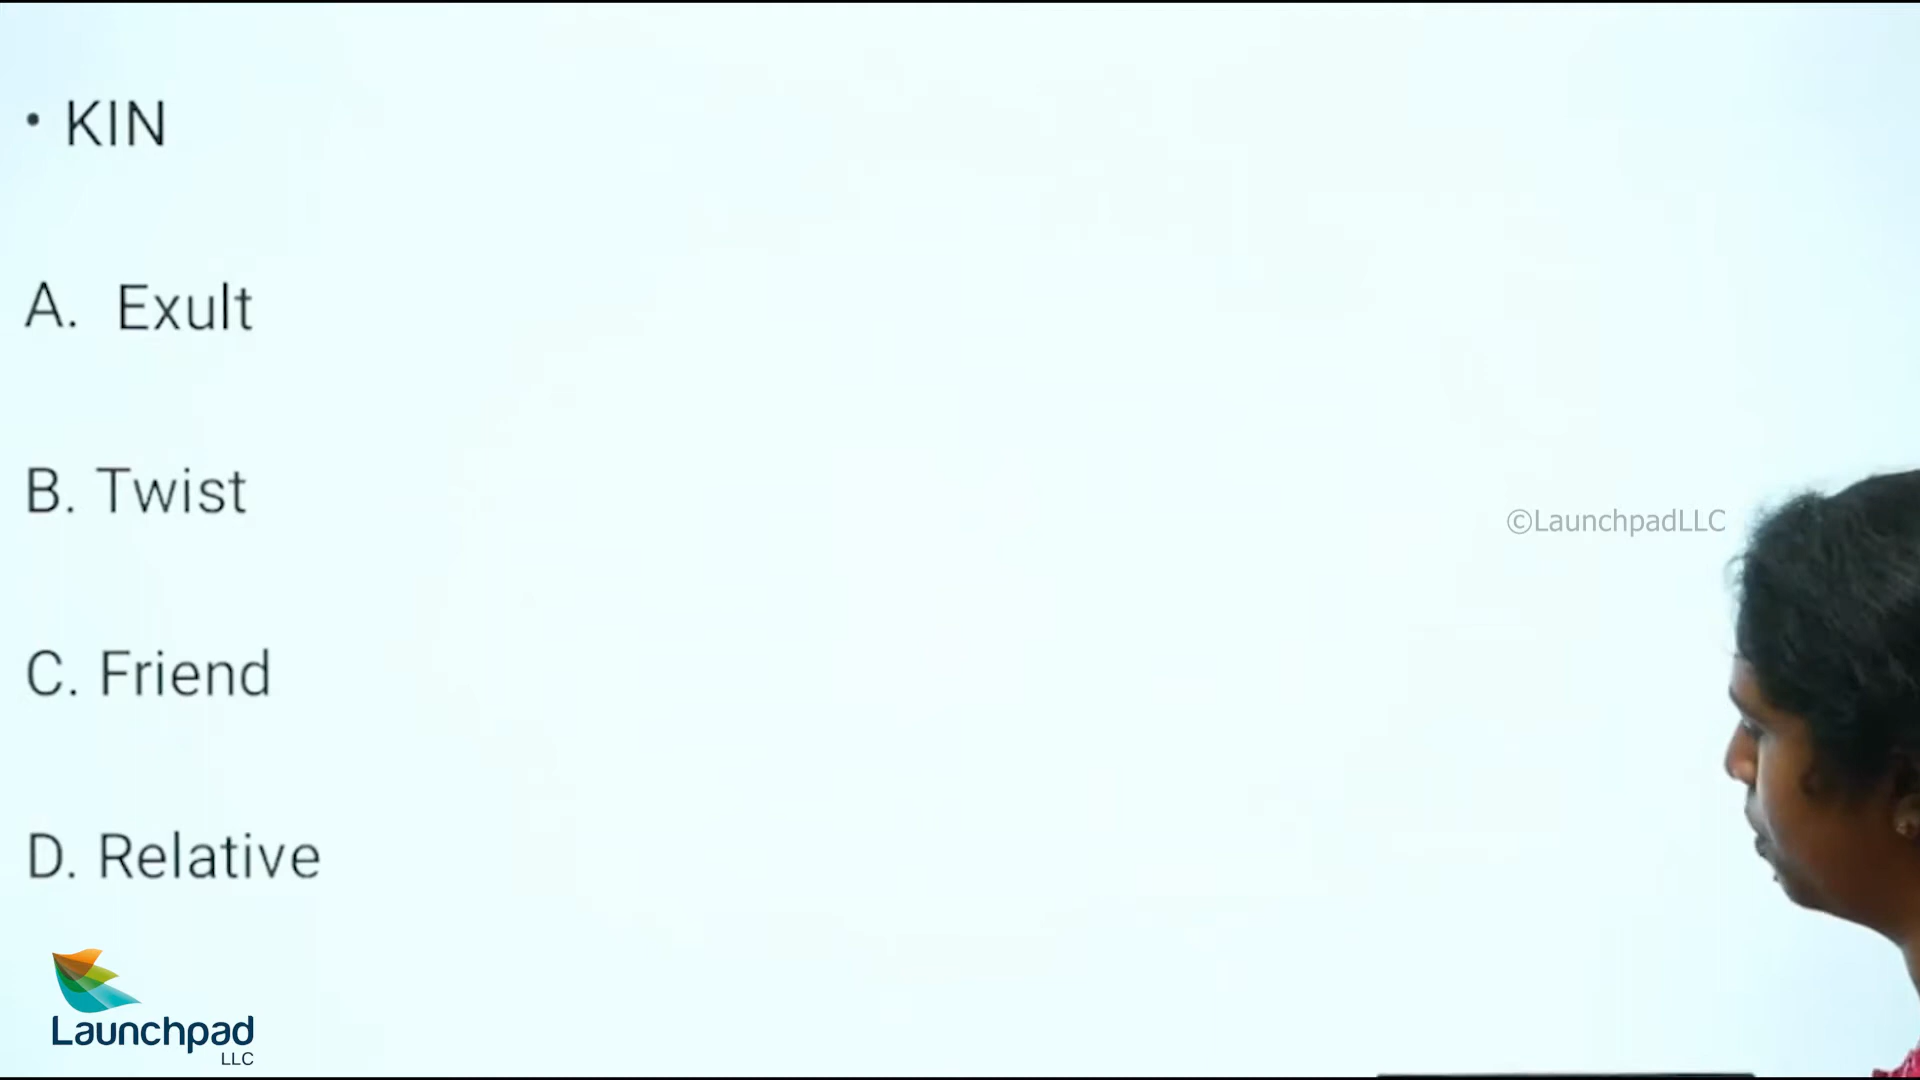 • KIN
A. Exult
B. Twist
©LaunchpadLLC
C. Friend
D. Relative
Launchpad
LLC